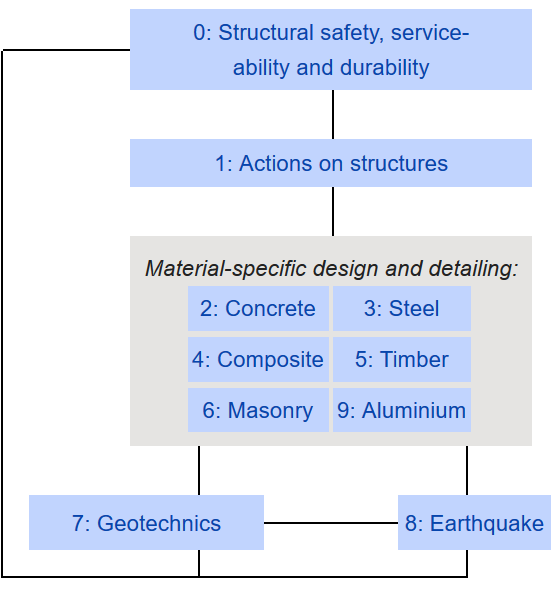 0: Structural safety, service-
ability and durability
1: Actions on structures
Material-specific design and detailing:
2: Concrete
3: Steel
4: Composite
5: Timber
6: Masonry
9: Aluminium
7: Geotechnics
8: Earthquake